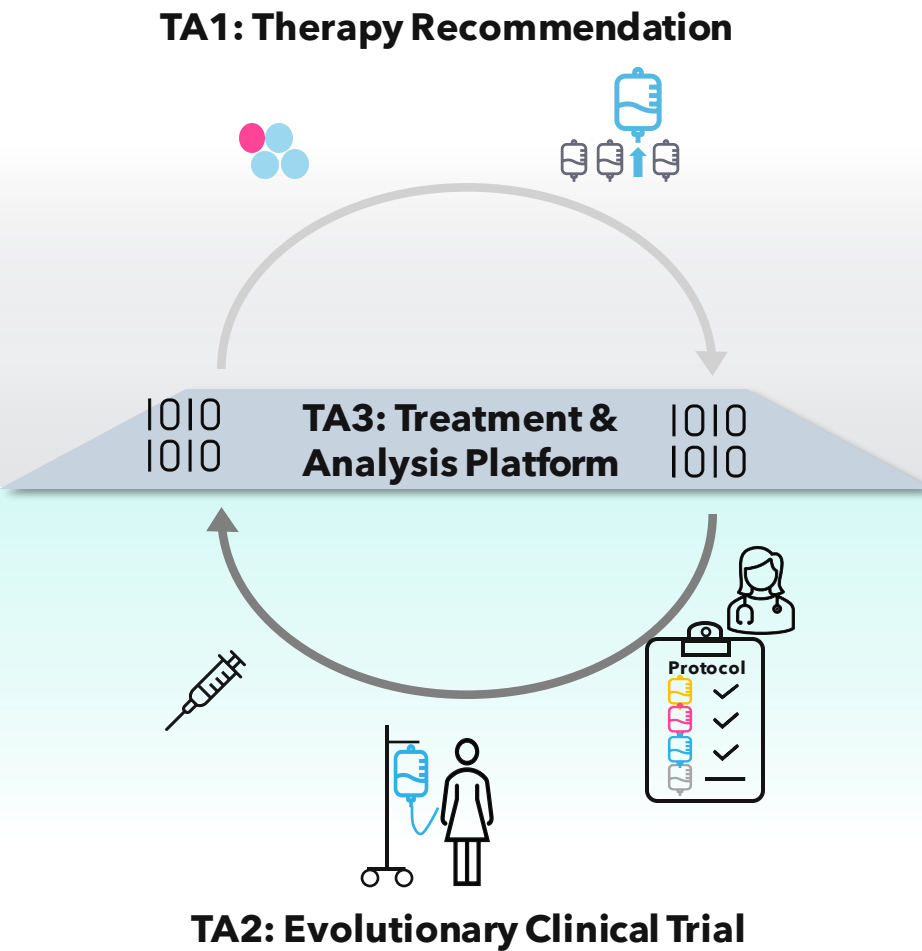 TA1: Therapy Recommendation
1010
1010
TA3: Treatment &
Analysis Platform
1010
1010
Protocol
TA2: Evolutionary Clinical Trial